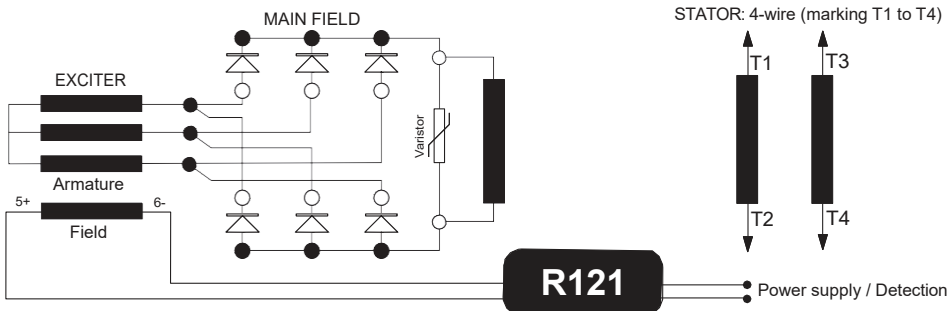 MAIN FIELD
STATOR: 4-wire (marking T1 to T4)
T1
T3
EXCITER
Varistor
Armature
5+
6-
Field
T2
T4
R121
Power supply / Detection